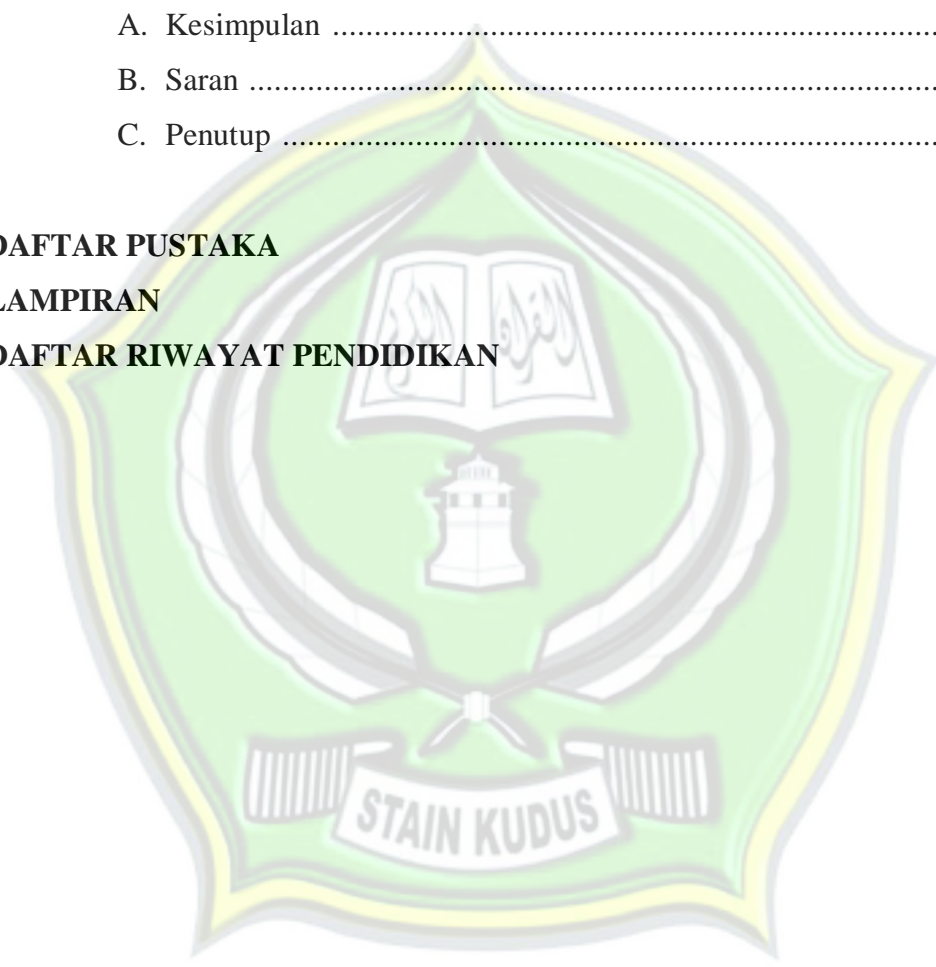 A. Kesimpulan ........................................................................
B. Saran ..................................................................................
C. Penutup ..............................................................................
DAFTAR PUSTAKA
LAMPIRAN
DAFTAR RIWAYAT PENDIDIKAN
STAIN KUDUS